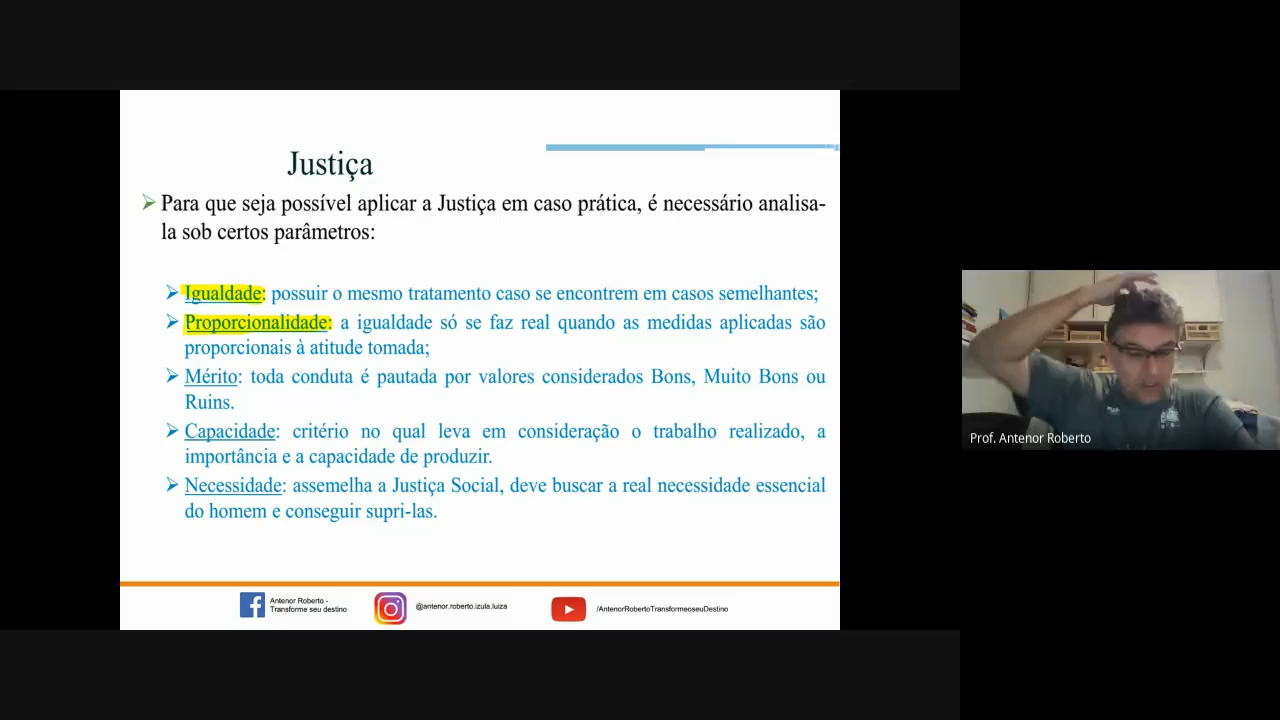 Justiça
Para que seja possível aplicar a Justiça em caso prática, é necessário analisa-
la sob certos parâmetros:
Igualdade: possuir o mesmo tratamento caso se encontrem em casos semelhantes;
Proporcionalidade: a igualdade só se faz real quando as medidas aplicadas são
proporcionais à atitude tomada;
Mérito: toda conduta é pautada por valores considerados Bons, Muito Bons ou
Ruins.
Capacidade: critério no qual leva em consideração o trabalho realizado, a
importância e a capacidade de produzir.
Necessidade: assemelha a Justiça Social, deve buscar a real necessidade essencial
do homem e conseguir supri-las.
Antenor Roberto -
Transforme seu destino
@antenor.roberto.izula.luiza
/AntenorRobertoTransformeoseuDestino
Prof. Antenor Roberto